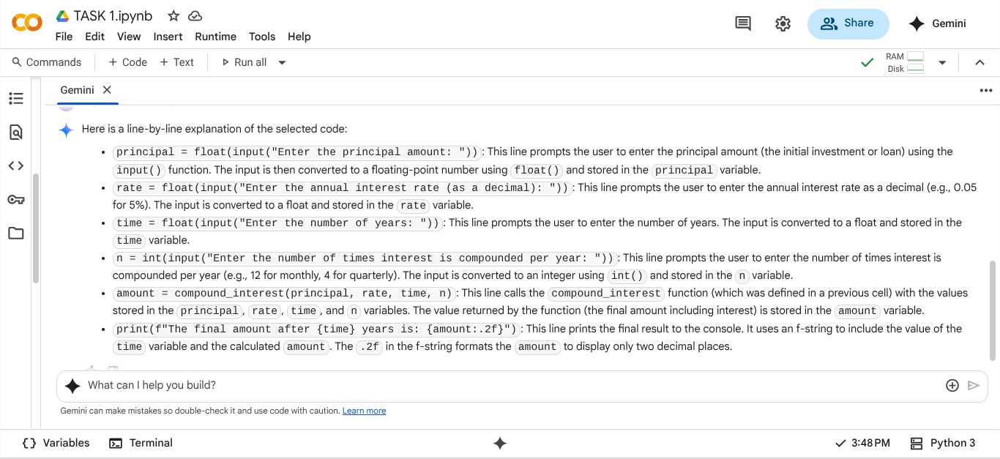 TASK 1.ipynb
File Edit View Insert Runtime Tools Help
Share
Gemini
Commands + Code + Text Run all
RAM
Disk
Gemini
Here is a line-by-line explanation of the selected code:
• principal = float(input("Enter the principal amount: ")): This line prompts the user to enter the principal amount (the initial investment or loan) using the
input() function. The input is then converted to a floating-point number using float() and stored in the principal variable.
• rate = float(input("Enter the annual interest rate (as a decimal): ")): This line prompts the user to enter the annual interest rate as a decimal (e.g., 0.05
for 5%). The input is converted to a float and stored in the rate variable.
• time = float(input("Enter the number of years: ")): This line prompts the user to enter the number of years. The input is converted to a float and stored in the
time variable.
• n = int(input("Enter the number of times interest is compounded per year: ")): This line prompts the user to enter the number of times interest is
compounded per year (e.g., 12 for monthly, 4 for quarterly). The input is converted to an integer using int() and stored in the n variable.
• amount = compound_interest(principal, rate, time, n): This line calls the compound_interest function (which was defined in a previous cell) with the values
stored in the principal, rate, time, and n variables. The value returned by the function (the final amount including interest) is stored in the amount variable.
• print(f"The final amount after {time} years is: {amount:.2f}"): This line prints the final result to the console. It uses an f-string to include the value of the
time variable and the calculated amount. The .2f in the f-string formats the amount to display only two decimal places.
What can I help you build?
Gemini can make mistakes so double-check it and use code with caution. Learn more
Variables Terminal
3:48 PM Python 3